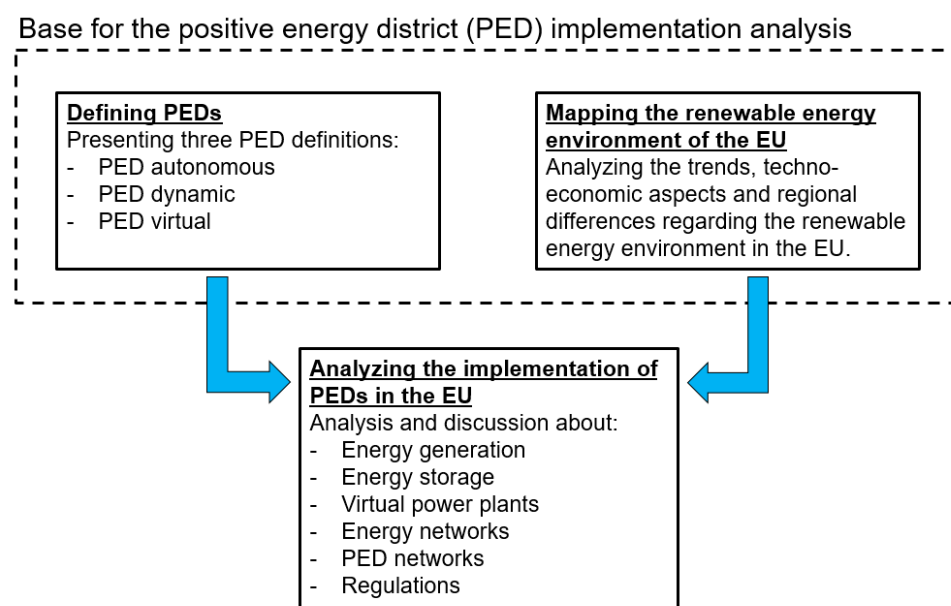 Base for the positive energy district (PED) implementation analysis
Defining PEDs
Presenting three PED definitions:
- PED autonomous
- PED dynamic
- PED virtual
Mapping the renewable energy
environment of the EU
Analyzing the trends, techno-
economic aspects and regional
differences regarding the renewable
energy environment in the EU.
Analyzing the implementation of
PEDs in the EU
Analysis and discussion about:
- Energy generation
- Energy storage
- Virtual power plants
- Energy networks
- PED networks
- Regulations